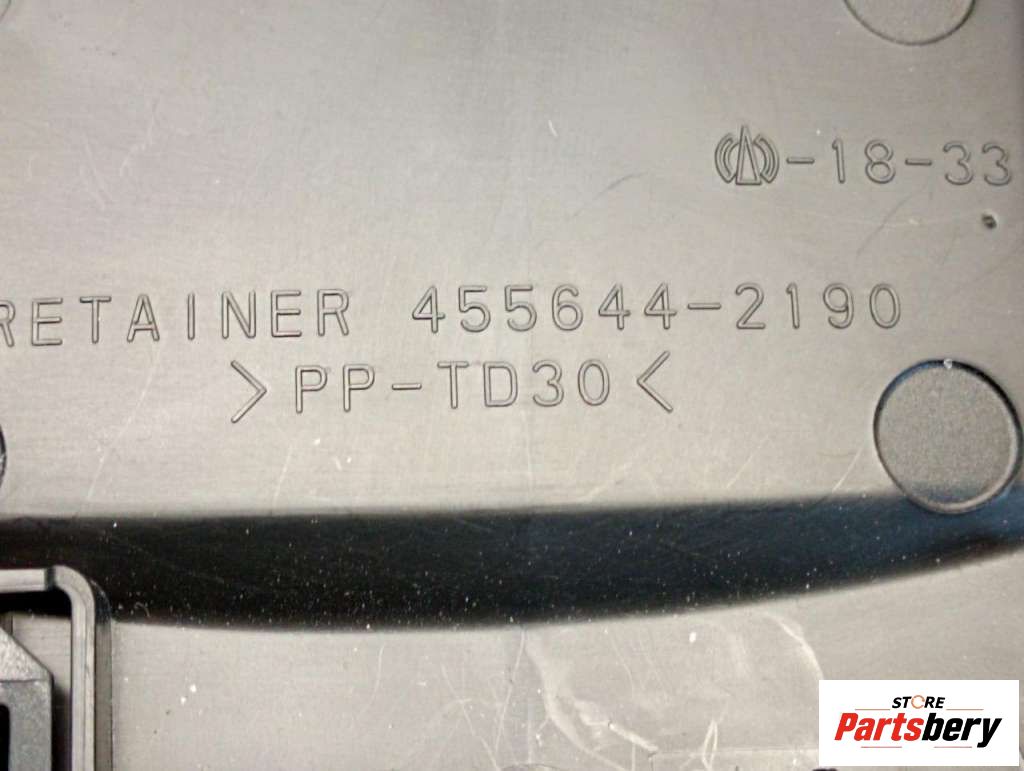 -18-33
RETAINER 455644-2190
>PP-TD30<
STORE
Partsbery